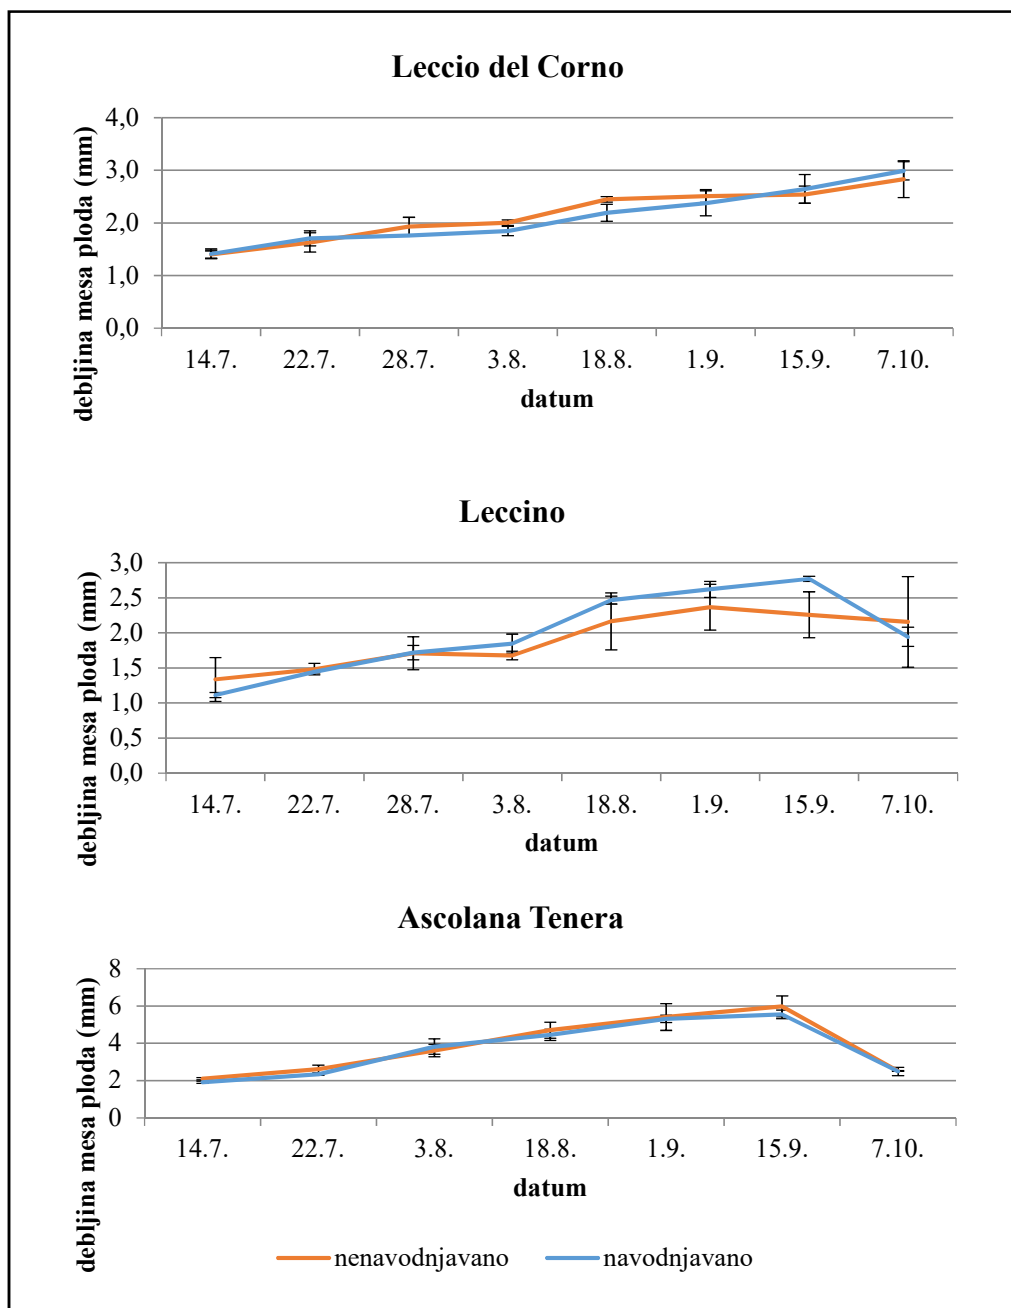 Leccio del Corno
debljina mesa ploda (mm)
4,0
3,0
2,0
1,0
0,0
14.7. 22.7. 28.7. 3.8. 18.8. 1.9. 15.9. 7.10.
datum
Leccino
debljina mesa ploda (mm)
3,0
2,5
2,0
1,5
1,0
0,5
0,0
14.7. 22.7. 28.7. 3.8. 18.8. 1.9. 15.9. 7.10.
datum
Ascolana Tenera
debljina mesa ploda (mm)
8
6
4
2
0
14.7. 22.7. 3.8. 18.8. 1.9. 15.9. 7.10.
datum
nenavodnjavano navodnjavano